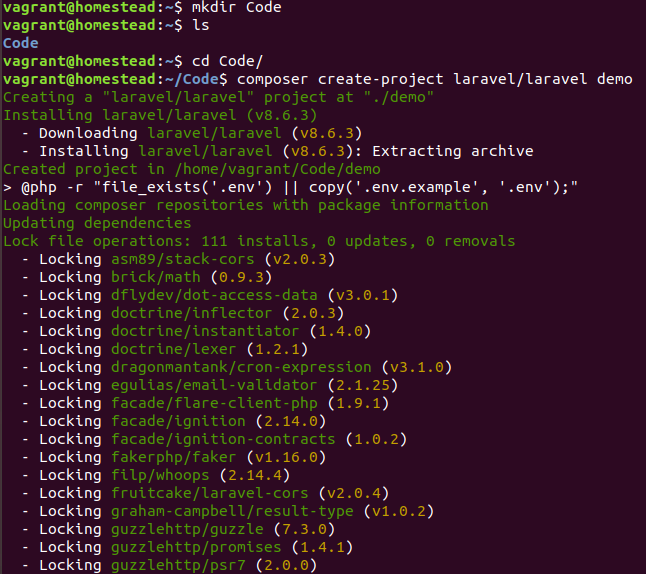 vagrant@homestead:~$ mkdir Code
vagrant@homestead:~$ ls
Code
vagrant@homestead:~$ cd Code/
vagrant@homestead:~/Code$ composer create-project laravel/laravel demo
Creating a "laravel/laravel" project at "./demo"
Installing laravel/laravel (v8.6.3)
  - Downloading laravel/laravel (v8.6.3)
  - Installing laravel/laravel (v8.6.3): Extracting archive
Created project in /home/vagrant/Code/demo
> @php -r "file_exists('.env') || copy('.env.example', '.env');"
Loading composer repositories with package information
Updating dependencies
Lock file operations: 111 installs, 0 updates, 0 removals
  - Locking asm89/stack-cors (v2.0.3)
  - Locking brick/math (0.9.3)
  - Locking dflydev/dot-access-data (v3.0.1)
  - Locking doctrine/inflector (2.0.3)
  - Locking doctrine/instantiator (1.4.0)
  - Locking doctrine/lexer (1.2.1)
  - Locking dragonmantank/cron-expression (v3.1.0)
  - Locking egulias/email-validator (2.1.25)
  - Locking facade/flare-client-php (1.9.1)
  - Locking facade/ignition (2.14.0)
  - Locking facade/ignition-contracts (1.0.2)
  - Locking fakerphp/faker (v1.16.0)
  - Locking filp/whoops (2.14.4)
  - Locking fruitcake/laravel-cors (v2.0.4)
  - Locking graham-campbell/result-type (v1.0.2)
  - Locking guzzlehttp/guzzle (7.3.0)
  - Locking guzzlehttp/promises (1.4.1)
  - Locking guzzlehttp/psr7 (2.0.0)